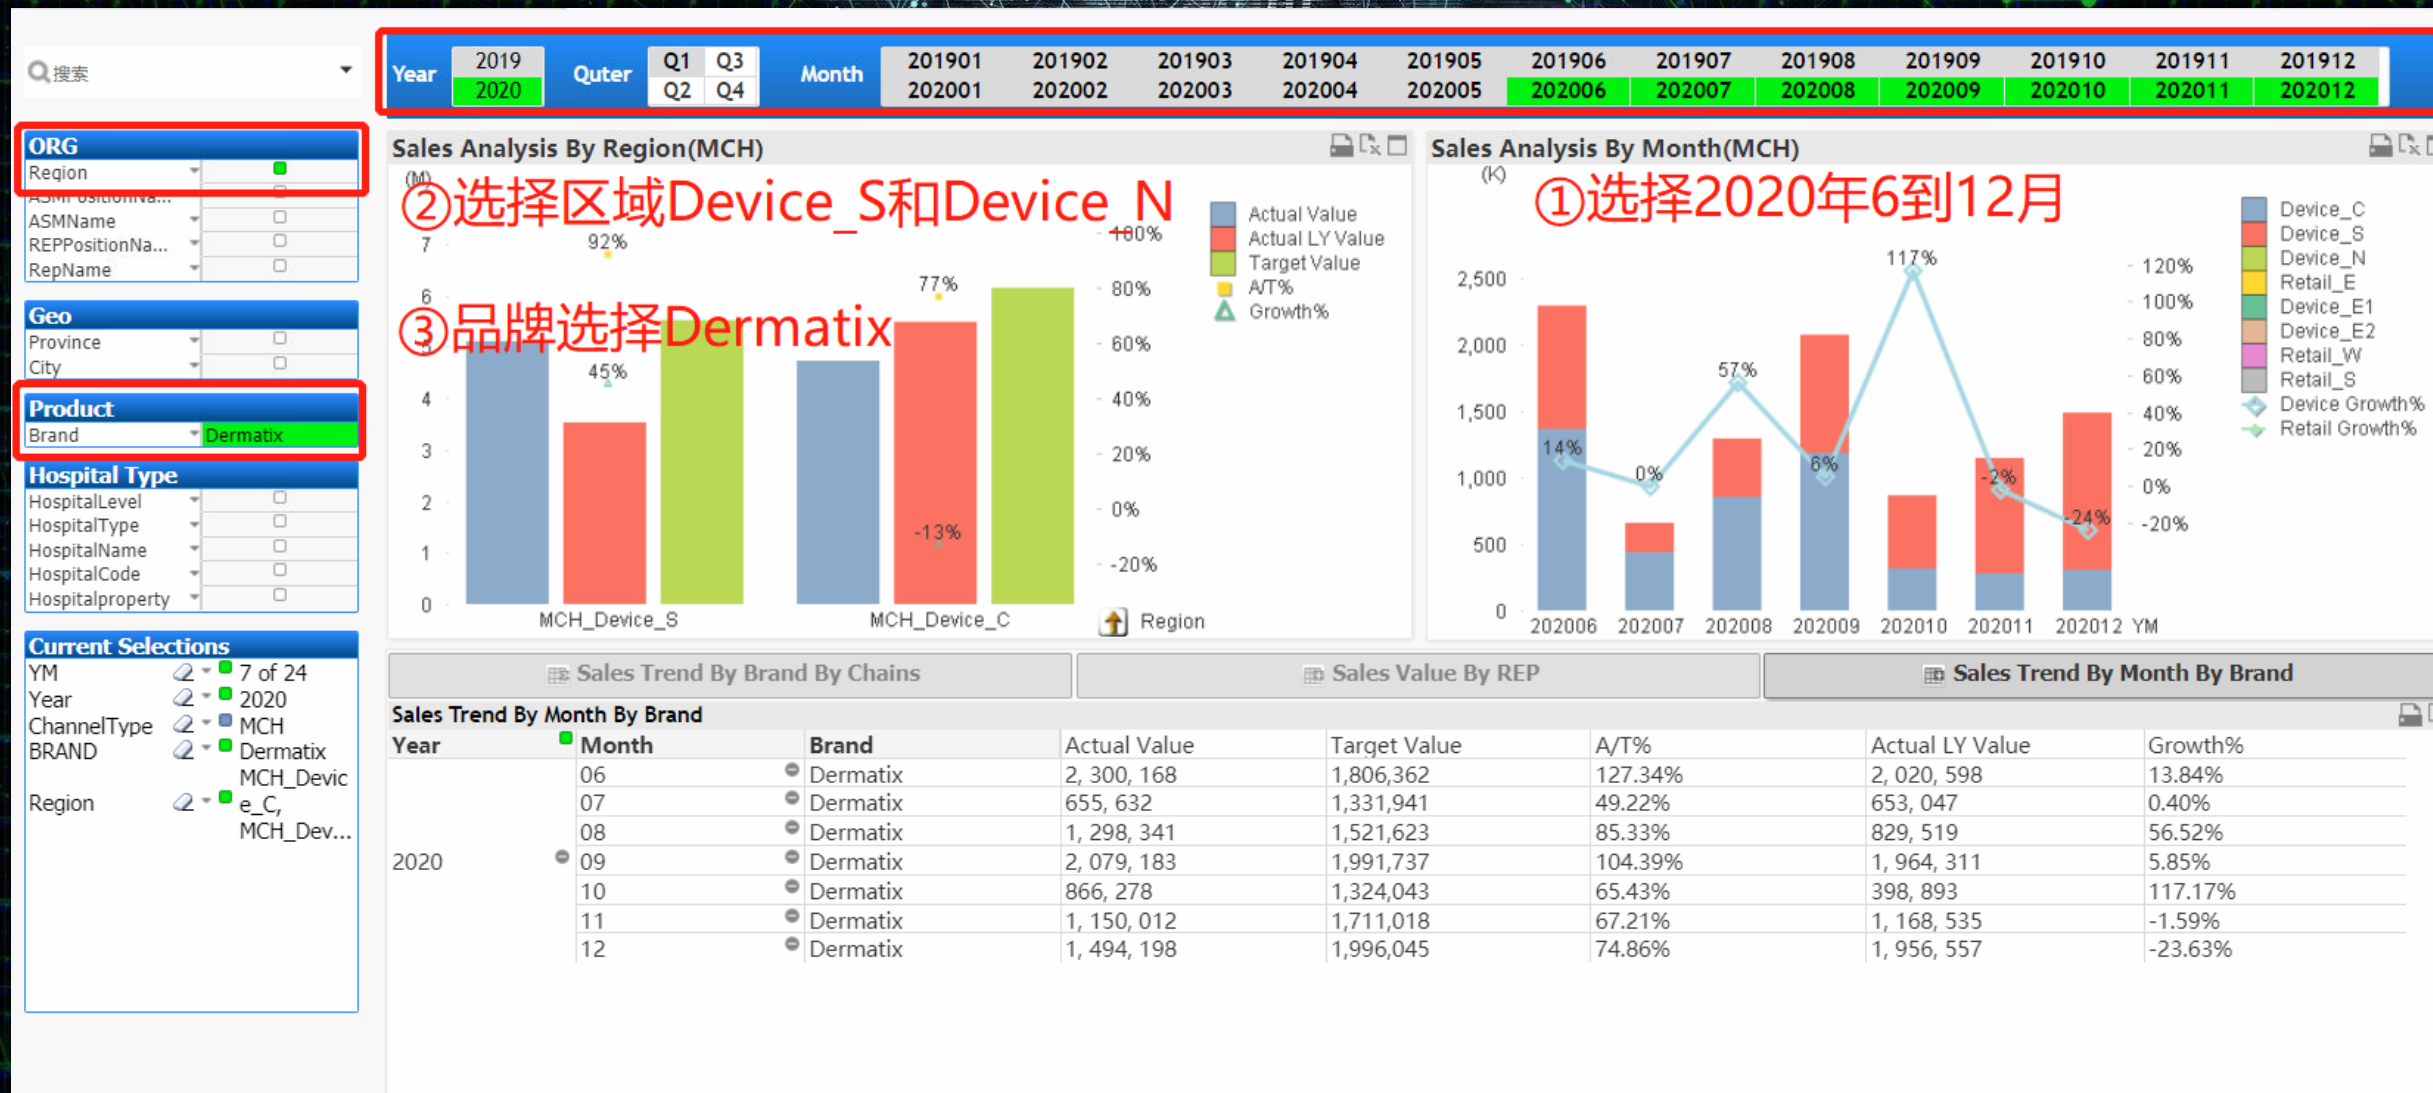 搜索
Year 2019 Quter Q1 Q3 Month 201901 201902 201903 201904 201905 201906 201907 201908 201909 201910 201911 201912
2020 Q2 Q4 202001 202002 202003 202004 202005 202006 202007 202008 202009 202010 202011 202012
ORG
Region
ASMPositionNa...
ASMName
REPPositionNa...
RepName
Geo
Province
City
Product
Brand Dermatix
Hospital Type
HospitalLevel
HospitalType
HospitalName
HospitalCode
Hospitalproperty
Current Selections
YM 7 of 24
Year 2020
ChannelType MCH
BRAND Dermatix
Region MCH_Devic
e_C,
MCH_Dev...
Sales Analysis By Region(MCH)
(M)
②选择区域Device_S和Device_N
③品牌选择Dermatix
7
6
5
4
3
2
1
0
92%
45%
77%
-13%
100%
80%
60%
40%
20%
0%
-20%
MCH_Device_S MCH_Device_C
Region
Actual Value
Actual LY Value
Target Value
A/T%
Growth%
Sales Analysis By Month(MCH)
(K)
①选择2020年6到12月
2,500
2,000
1,500
1,000
500
0
14% 0% 57% 6% 117% -2% -24%
120%
100%
80%
60%
40%
20%
0%
-20%
202006 202007 202008 202009 202010 202011 202012 YM
Device_C
Device_S
Device_N
Retail_E
Device_E1
Device_E2
Retail_W
Retail_S
Device Growth%
Retail Growth%
Sales Trend By Brand By Chains Sales Value By REP Sales Trend By Month By Brand
Sales Trend By Month By Brand
Year Month Brand Actual Value Target Value A/T% Actual LY Value Growth%
06 Dermatix 2, 300, 168 1,806,362 127.34% 2, 020, 598 13.84%
07 Dermatix 655, 632 1,331,941 49.22% 653, 047 0.40%
08 Dermatix 1, 298, 341 1,521,623 85.33% 829, 519 56.52%
2020 09 Dermatix 2, 079, 183 1,991,737 104.39% 1, 964, 311 5.85%
10 Dermatix 866, 278 1,324,043 65.43% 398, 893 117.17%
11 Dermatix 1, 150, 012 1,711,018 67.21% 1, 168, 535 -1.59%
12 Dermatix 1, 494, 198 1,996,045 74.86% 1, 956, 557 -23.63%